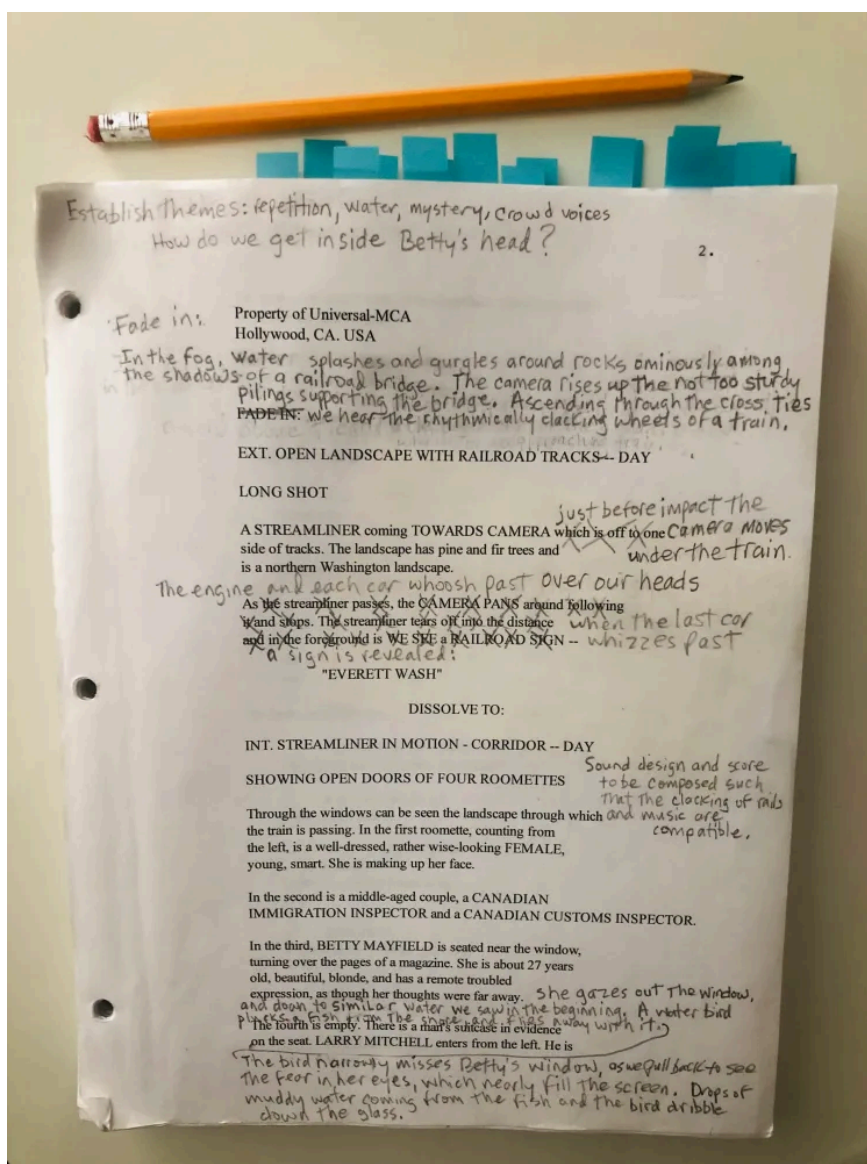 Establish Themes: repetition, water, mystery, crowd voices
How do we get inside Betty's head?
2.
Fade in:
Property of Universal-MCA
Hollywood, CA. USA
In the fog, water splashes and gurgles around rocks ominously among
the shadows of a railroad bridge. The camera rises up the not too sturdy
pilings supporting the bridge. Ascending through the cross ties
FADE IN: we hear the rhythmically clacking wheels of a train.
EXT. OPEN LANDSCAPE WITH RAILROAD TRACKS-- DAY
LONG SHOT
just before impact the
A STREAMLINER coming TOWARDS CAMERA which is off to one Camera moves
side of tracks. The landscape has pine and fir trees and under the train.
is a northern Washington landscape.
The engine and each car whoosh past over our heads
As the streamliner passes, the CAMERA PANS around following
it and stops. The streamliner tears off into the distance when the last car
and in the foreground is WE SEE a RAILROAD SIGN -- whizzes past
a sign is revealed:
"EVERETT WASH"
DISSOLVE TO:
INT. STREAMLINER IN MOTION - CORRIDOR -- DAY
Sound design and score
SHOWING OPEN DOORS OF FOUR ROOMETTES to be composed such
that the clacking of rails
Through the windows can be seen the landscape through which and music are
the train is passing. In the first roomette, counting from compatible.
the left, is a well-dressed, rather wise-looking FEMALE,
young, smart. She is making up her face.
In the second is a middle-aged couple, a CANADIAN
IMMIGRATION INSPECTOR and a CANADIAN CUSTOMS INSPECTOR.
In the third, BETTY MAYFIELD is seated near the window,
turning over the pages of a magazine. She is about 27 years
old, beautiful, blonde, and has a remote troubled
expression, as though her thoughts were far away. she gazes out The window,
and down to similar water we saw in the beginning. A water bird
plucks a fish from the shore and flies away with it.
The fourth is empty. There is a man's suitcase in evidence
on the seat. LARRY MITCHELL enters from the left. He is
The bird narrowly misses Betty's window, as we pull back to see
the fear in her eyes, which nearly fill the screen. Drops of
muddy water coming from the fish and the bird dribble
down the glass.